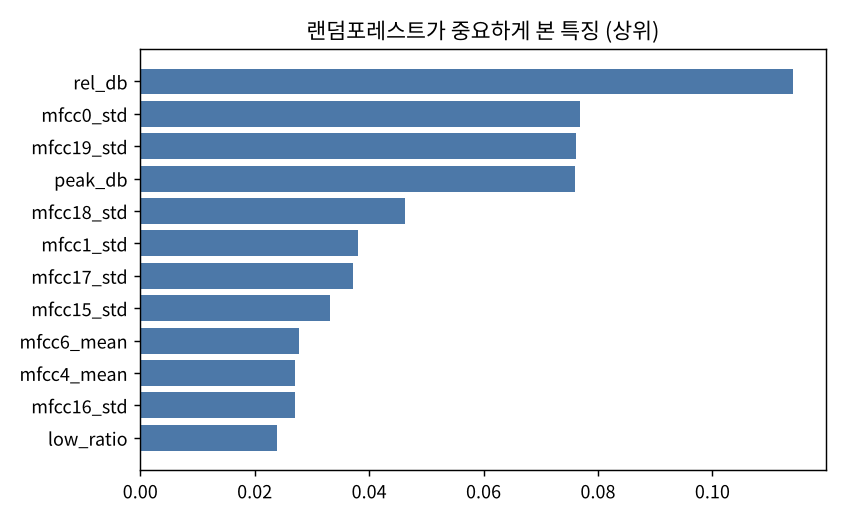 랜덤포레스트가 중요하게 본 특징 (상위)
rel_db
mfcc0_std
mfcc19_std
peak_db
mfcc18_std
mfcc1_std
mfcc17_std
mfcc15_std
mfcc6_mean
mfcc4_mean
mfcc16_std
low_ratio
0.00 0.02 0.04 0.06 0.08 0.10